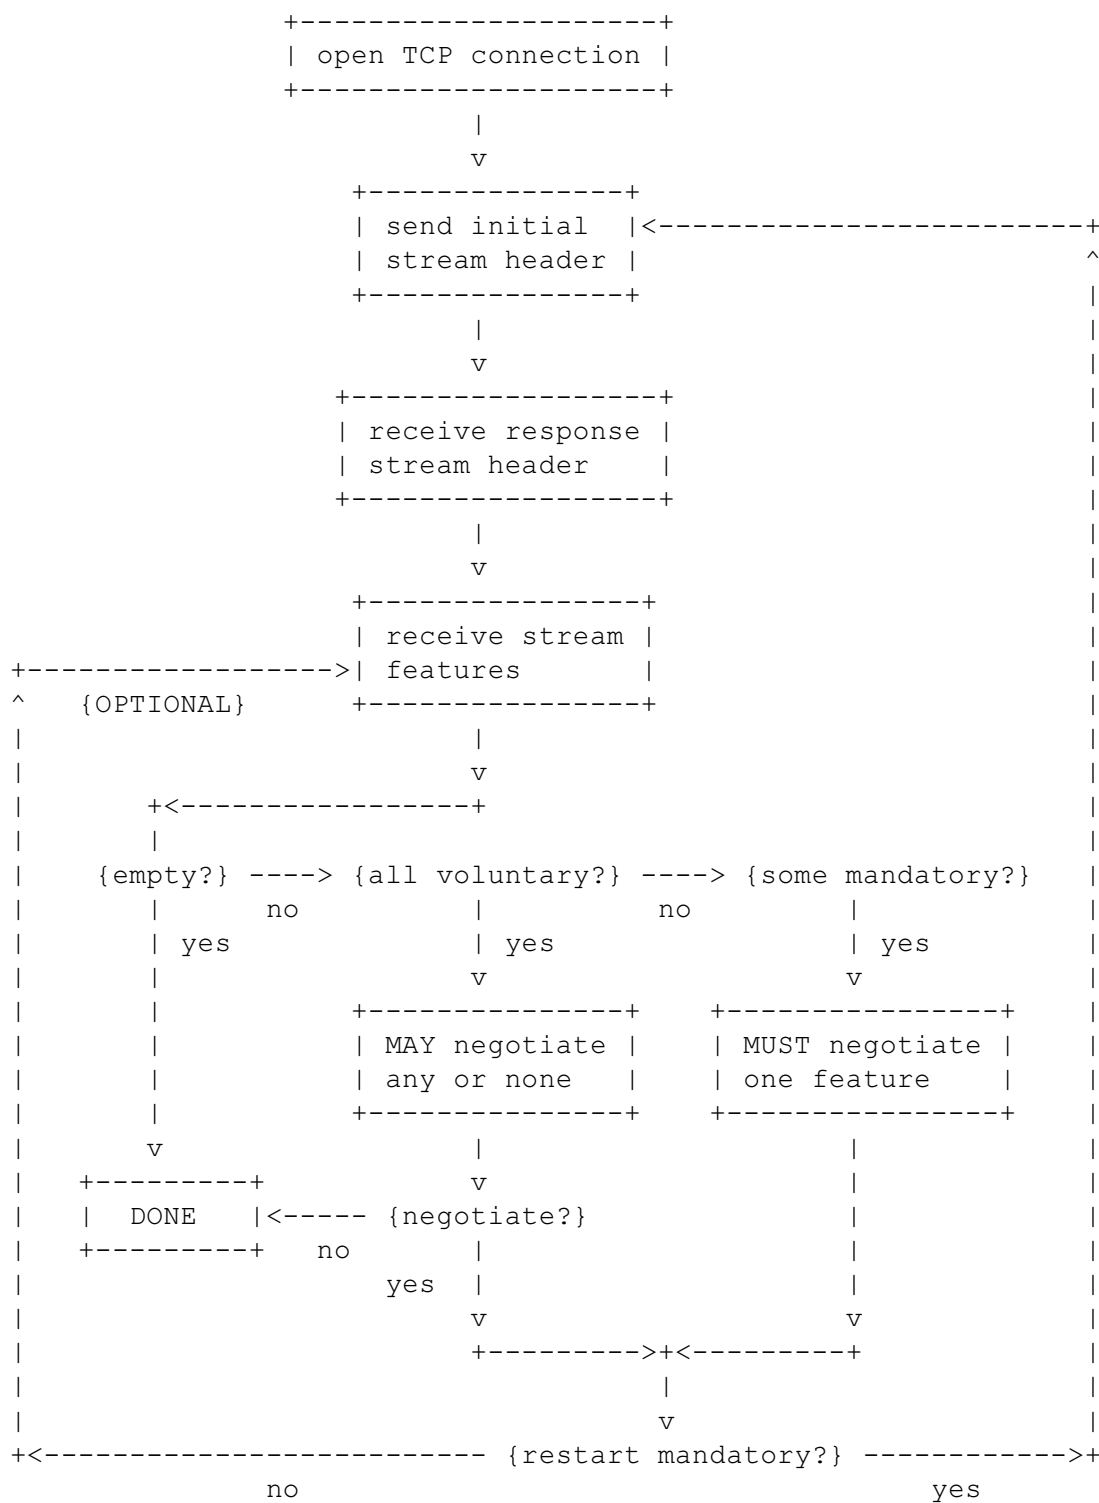 open TCP connection
send initial
stream header
receive response
stream header
receive stream
features
{OPTIONAL}
{empty?} ----> {all voluntary?} ----> {some mandatory?}
no no
yes yes yes
MAY negotiate MUST negotiate
any or none one feature
DONE <----- {negotiate?}
no
yes
{restart mandatory?}
no yes